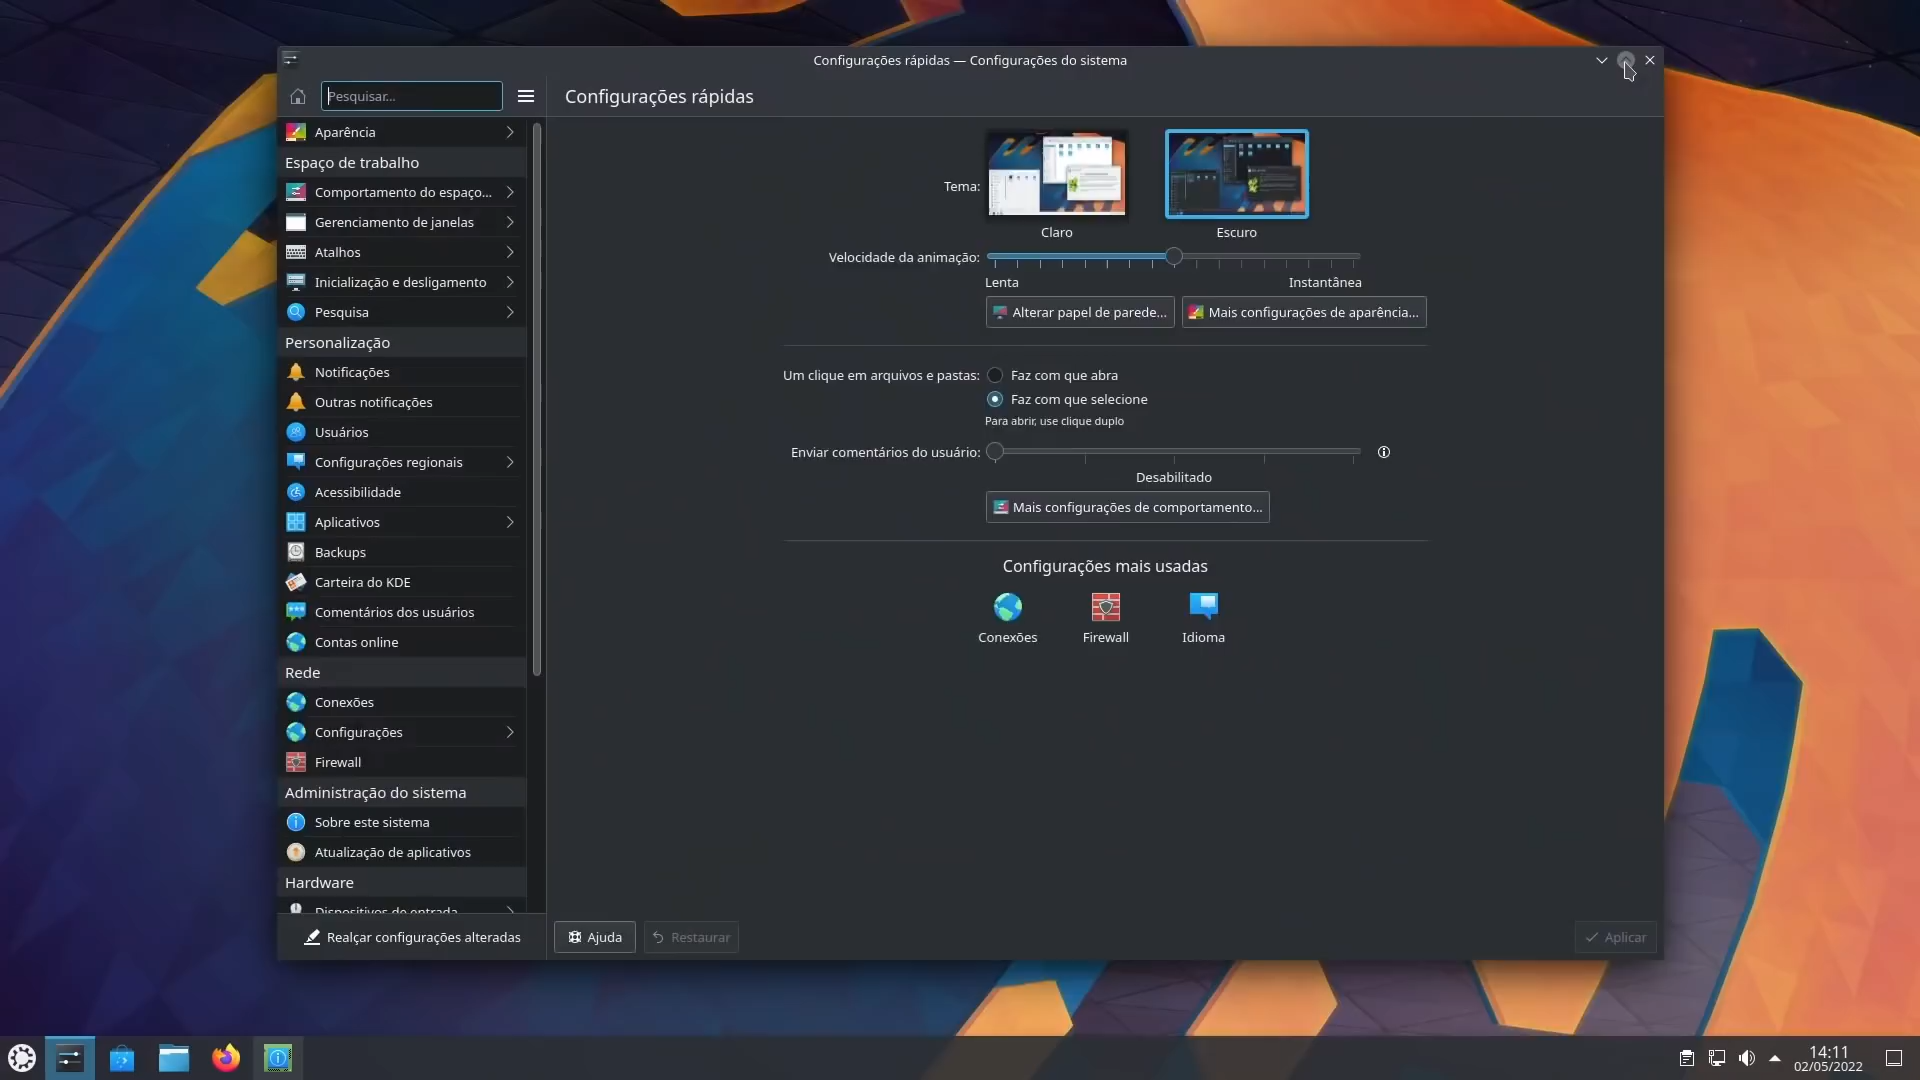 Configurações rápidas — Configurações do sistema
Pesquisar...
Configurações rápidas
Aparência
Espaço de trabalho
Comportamento do espaço...
Gerenciamento de janelas
Atalhos
Inicialização e desligamento
Pesquisa
Personalização
Notificações
Outras notificações
Usuários
Configurações regionais
Acessibilidade
Aplicativos
Backups
Carteira do KDE
Comentários dos usuários
Contas online
Rede
Conexões
Configurações
Firewall
Administração do sistema
Sobre este sistema
Atualização de aplicativos
Hardware
Dispositivos de entrada
Realçar configurações alteradas
Tema:
Claro
Escuro
Velocidade da animação:
Lenta
Instantânea
Alterar papel de parede...
Mais configurações de aparência...
Um clique em arquivos e pastas:
Faz com que abra
Faz com que selecione
Para abrir, use clique duplo
Enviar comentários do usuário:
Desabilitado
Mais configurações de comportamento...
Configurações mais usadas
Conexões
Firewall
Idioma
Ajuda
Restaurar
Aplicar
14:11
02/05/2022